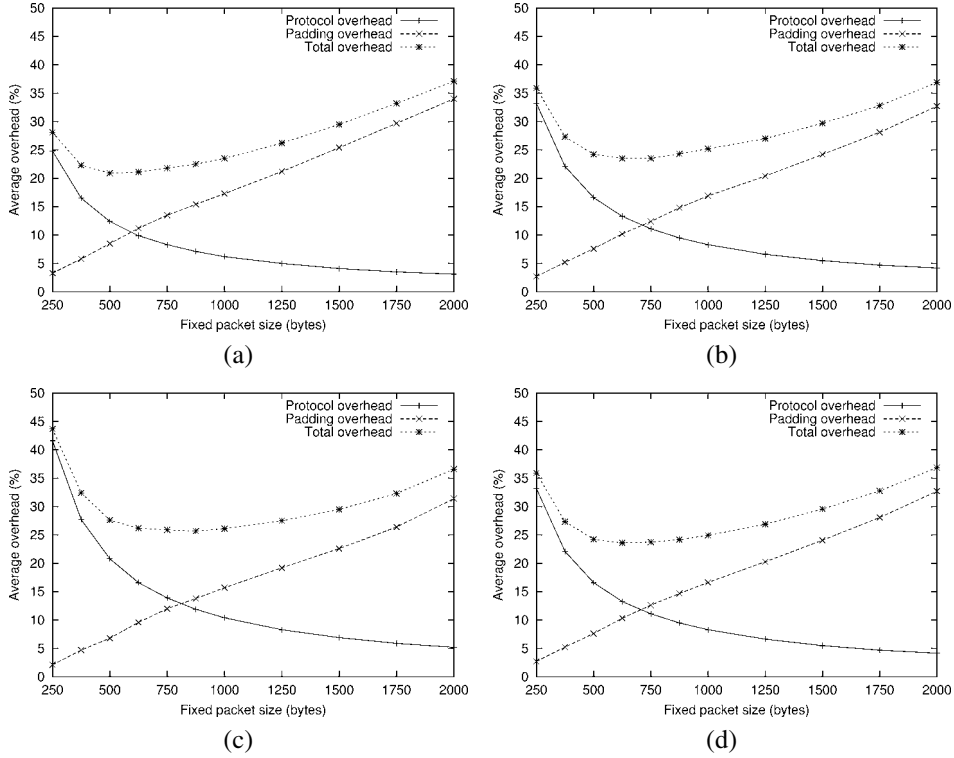 50
45
40
35
30
25
20
15
10
5
0
Average overhead (%)
Protocol overhead
Padding overhead
Total overhead
250 500 750 1000 1250 1500 1750 2000
Fixed packet size (bytes)
(a)
50
45
40
35
30
25
20
15
10
5
0
Average overhead (%)
Protocol overhead
Padding overhead
Total overhead
250 500 750 1000 1250 1500 1750 2000
Fixed packet size (bytes)
(b)
50
45
40
35
30
25
20
15
10
5
0
Average overhead (%)
Protocol overhead
Padding overhead
Total overhead
250 500 750 1000 1250 1500 1750 2000
Fixed packet size (bytes)
(c)
50
45
40
35
30
25
20
15
10
5
0
Average overhead (%)
Protocol overhead
Padding overhead
Total overhead
250 500 750 1000 1250 1500 1750 2000
Fixed packet size (bytes)
(d)